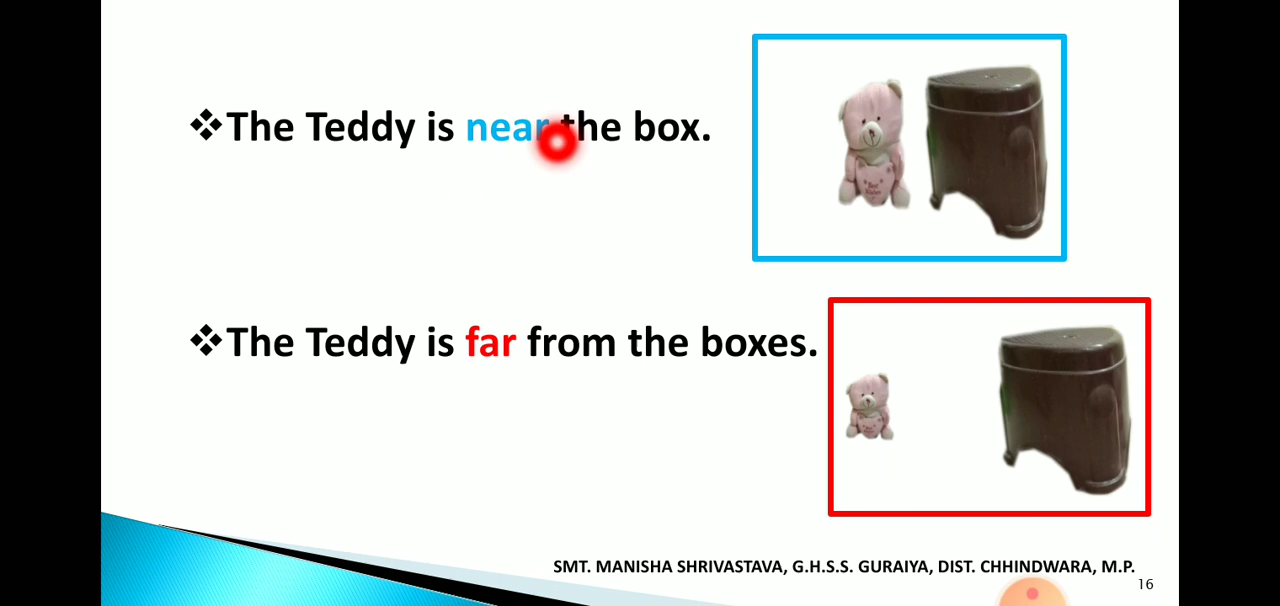 ❖The Teddy is near the box.
❖The Teddy is far from the boxes.
SMT. MANISHA SHRIVASTAVA, G.H.S.S. GURAIYA, DIST. CHHINDWARA, M.P.
16